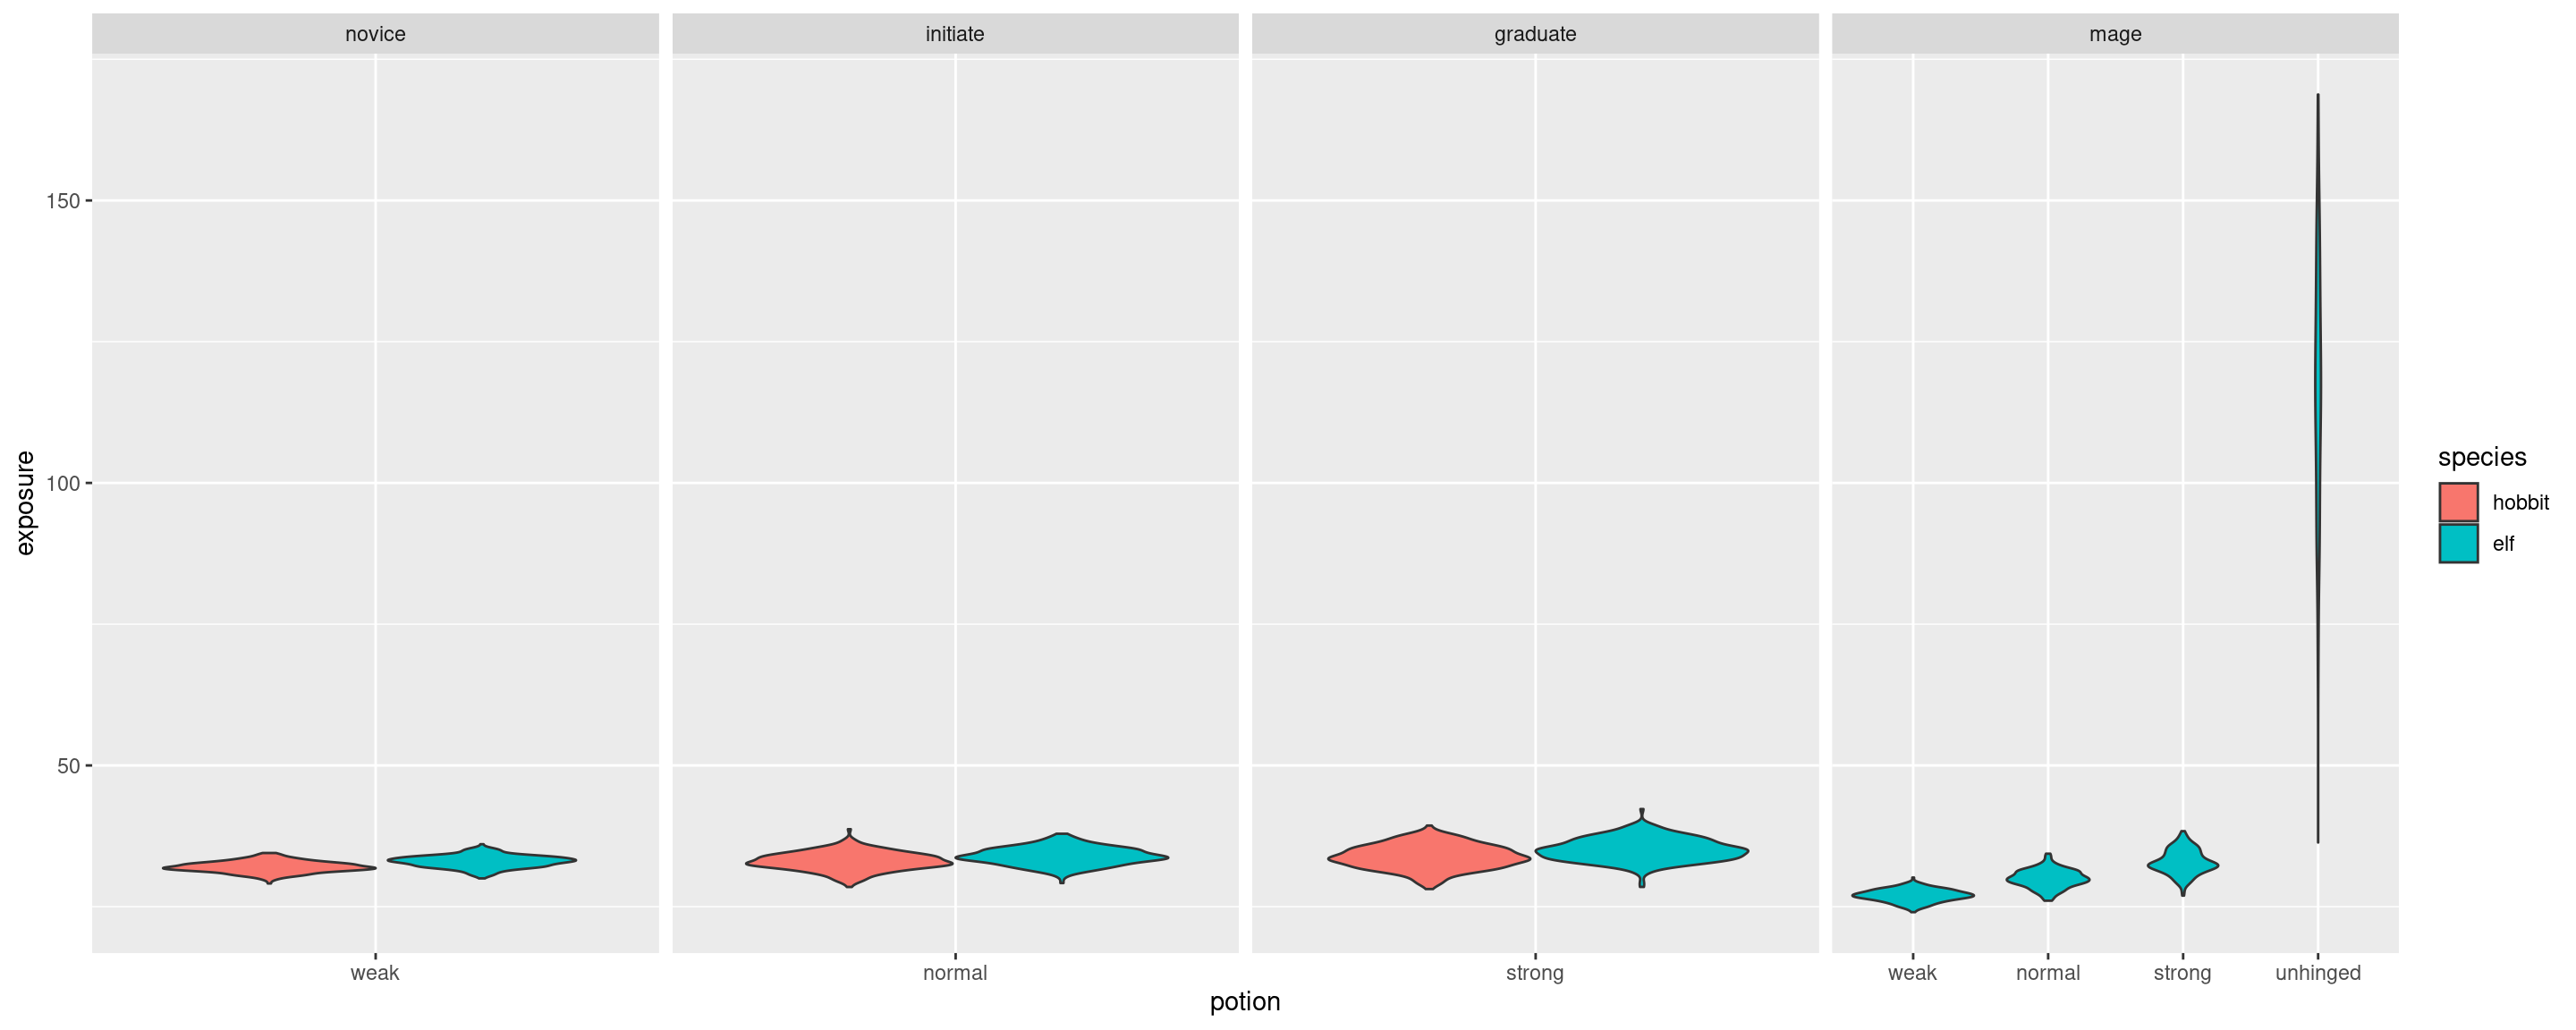 novice initiate graduate mage
150
100
50
exposure
weak normal strong weak normal strong unhinged
potion
species
hobbit
elf